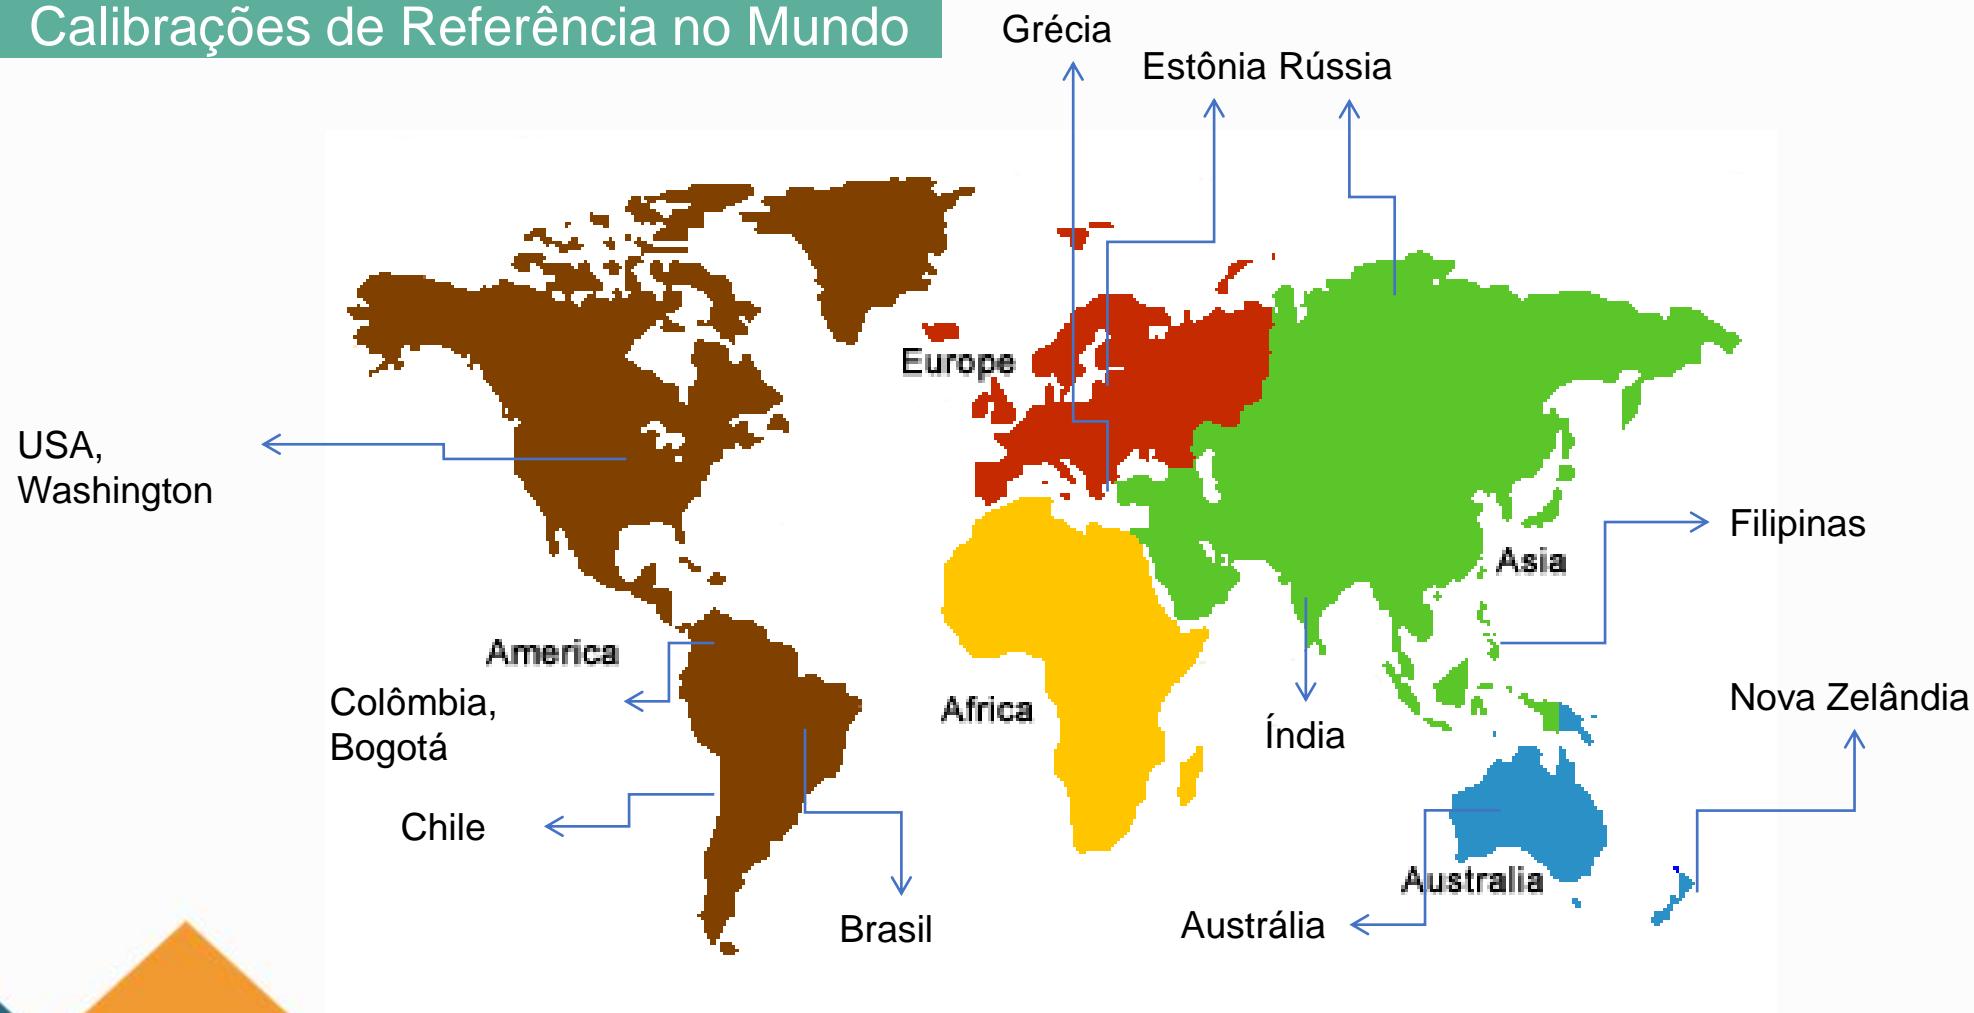 Calibrações de Referência no Mundo
Grécia
Estônia Rússia
Europe
USA,
Washington
Filipinas
Asia
America
Colômbia,
Bogotá
Africa
Índia
Nova Zelândia
Chile
Australia
Brasil
Austrália